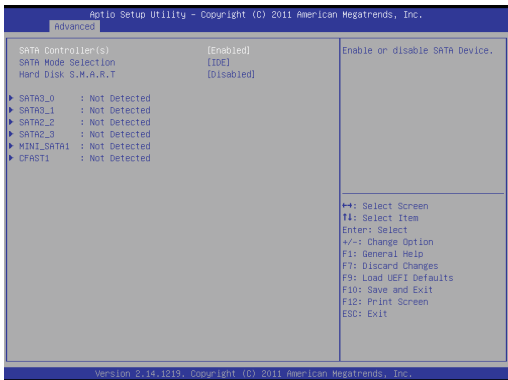 Aptio Setup Utility – Copyright (C) 2011 American Megatrends, Inc.
Advanced
SATA Controller(s) [Enabled]
SATA Mode Selection [IDE]
Hard Disk S.M.A.R.T [Disabled]
SATA3_0 : Not Detected
SATA3_1 : Not Detected
SATA2_2 : Not Detected
SATA2_3 : Not Detected
MINI_SATA1 : Not Detected
CFAST1 : Not Detected
Enable or disable SATA Device.
↔: Select Screen
↑↓: Select Item
Enter: Select
+/-: Change Option
F1: General Help
F7: Discard Changes
F9: Load UEFI Defaults
F10: Save and Exit
F12: Print Screen
ESC: Exit
Version 2.14.1219. Copyright (C) 2011 American Megatrends, Inc.